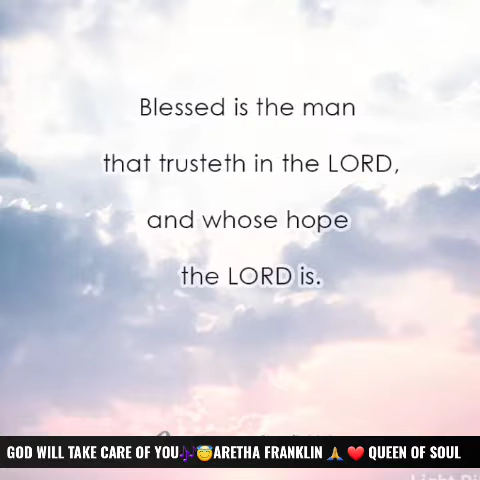 Blessed is the man
that trusteth in the LORD,
and whose hope
the LORD is.
GOD WILL TAKE CARE OF YOU🎶😇ARETHA FRANKLIN 🙏 ❤️ QUEEN OF SOUL